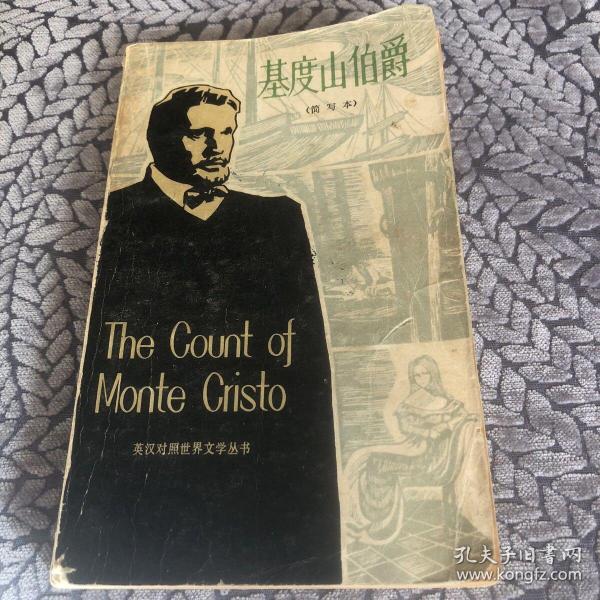 基度山伯爵
（简写本）
The Count of
Monte Cristo
英汉对照世界文学丛书
孔夫子旧書网
www.kongfz.com